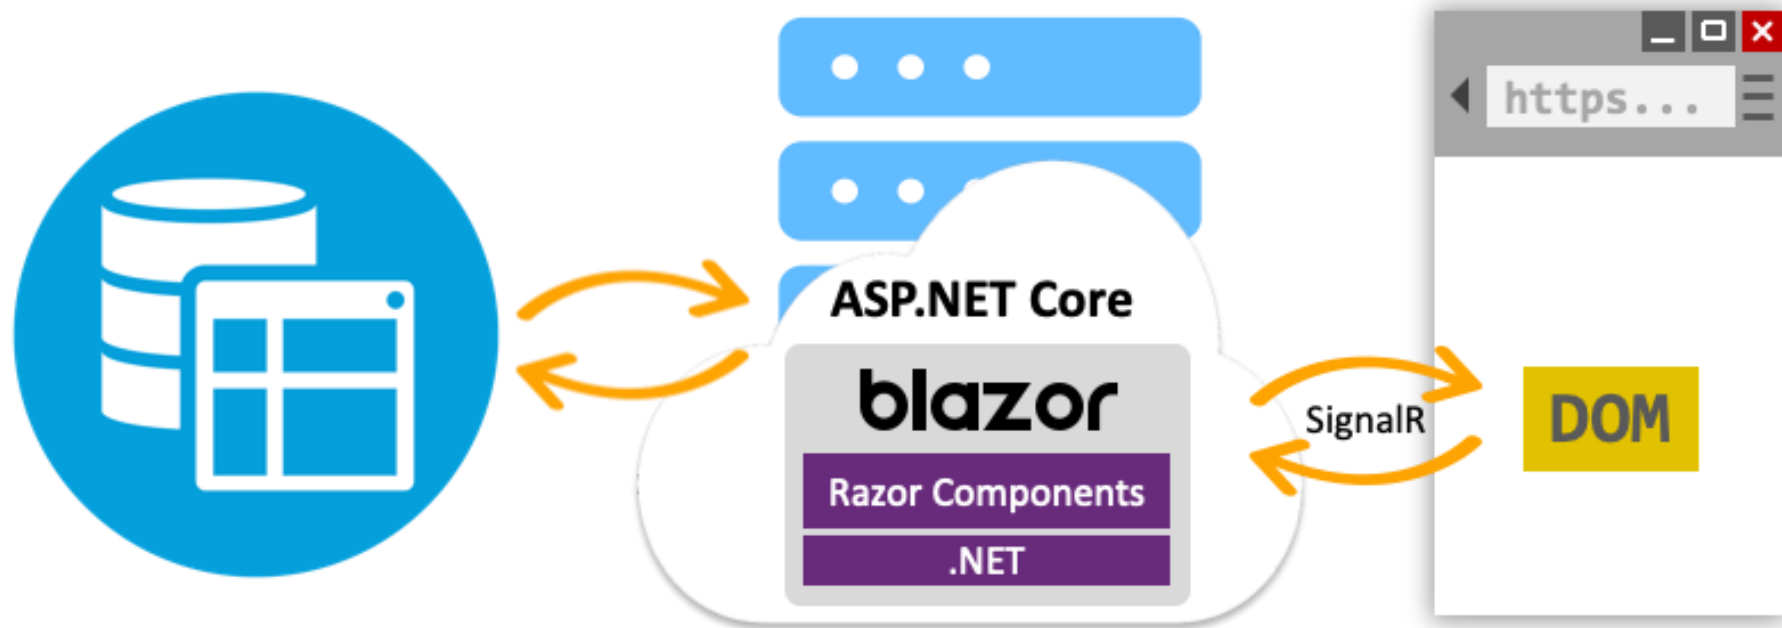 https...
ASP.NET Core
blazor
SignalR
DOM
Razor Components
.NET